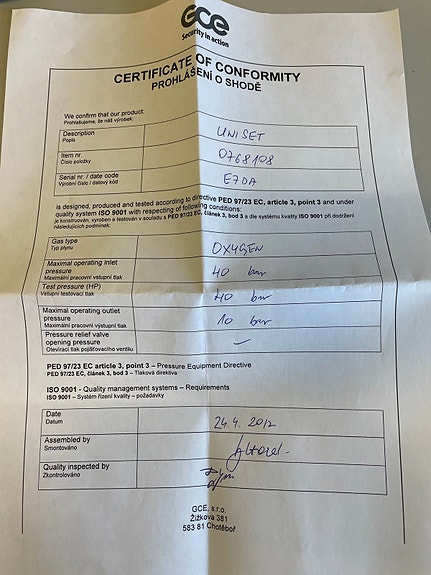 GCE
Security in action
CERTIFICATE OF CONFORMITY
PROHLÁŠENÍ O SHODĚ
We confirm that our product:
Prohlašujeme, že náš výrobek:
Description UNISET
Popis
Item nr. 0768108
Číslo položky
Serial nr. / date code E7DA
Výrobní číslo / datový kód
is designed, produced and tested according to directive PED 97/23 EC, article 3, point 3 and under
quality system ISO 9001 with respecting of following conditions:
je konstruován, vyroben a testován v souladu s PED 97/23 EC, článek 3, bod 3 a dle systému kvality ISO 9001 při dodržení
následujících podmínek:
Gas type OXYGEN
Typ plynu
Maximal operating inlet 40 bar
pressure
Maximální pracovní vstupní tlak
Test pressure (HP) 40 bar
Vstupní testovací tlak
Maximal operating outlet 10 bar
pressure
Maximální pracovní výstupní tlak
Pressure relief valve –
opening pressure
Otevírací tlak pojišťovacího ventilu
PED 97/23 EC article 3, point 3 – Pressure Equipment Directive
PED 97/23 EC, článek 3, bod 3 – Tlaková direktiva
ISO 9001 - Quality management systems – Requirements
ISO 9001 – Systém řízení kvality – požadavky
Date 24.4. 2012
Datum
Assembled by
Smontováno
Quality inspected by
Zkontrolováno
GCE, s.r.o.
Žižkova 381
583 81 Chotěboř